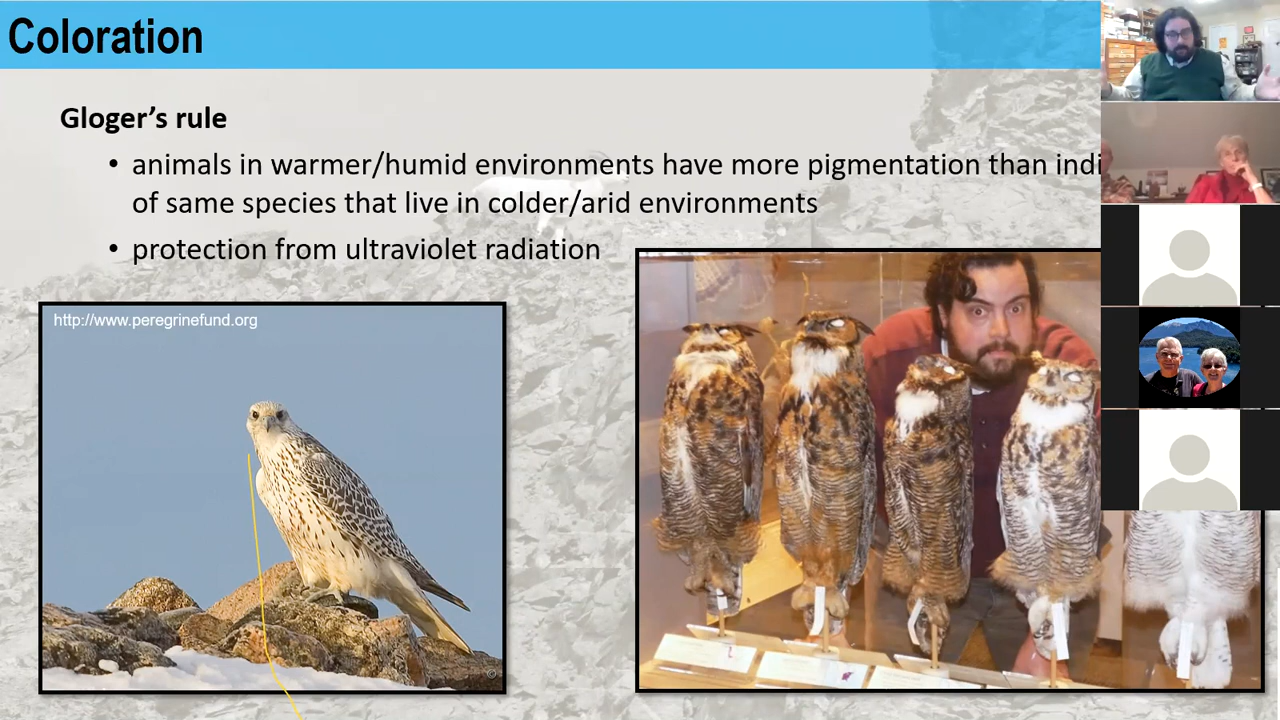 Coloration
Gloger’s rule
• animals in warmer/humid environments have more pigmentation than indi
of same species that live in colder/arid environments
• protection from ultraviolet radiation
http://www.peregrinefund.org
©